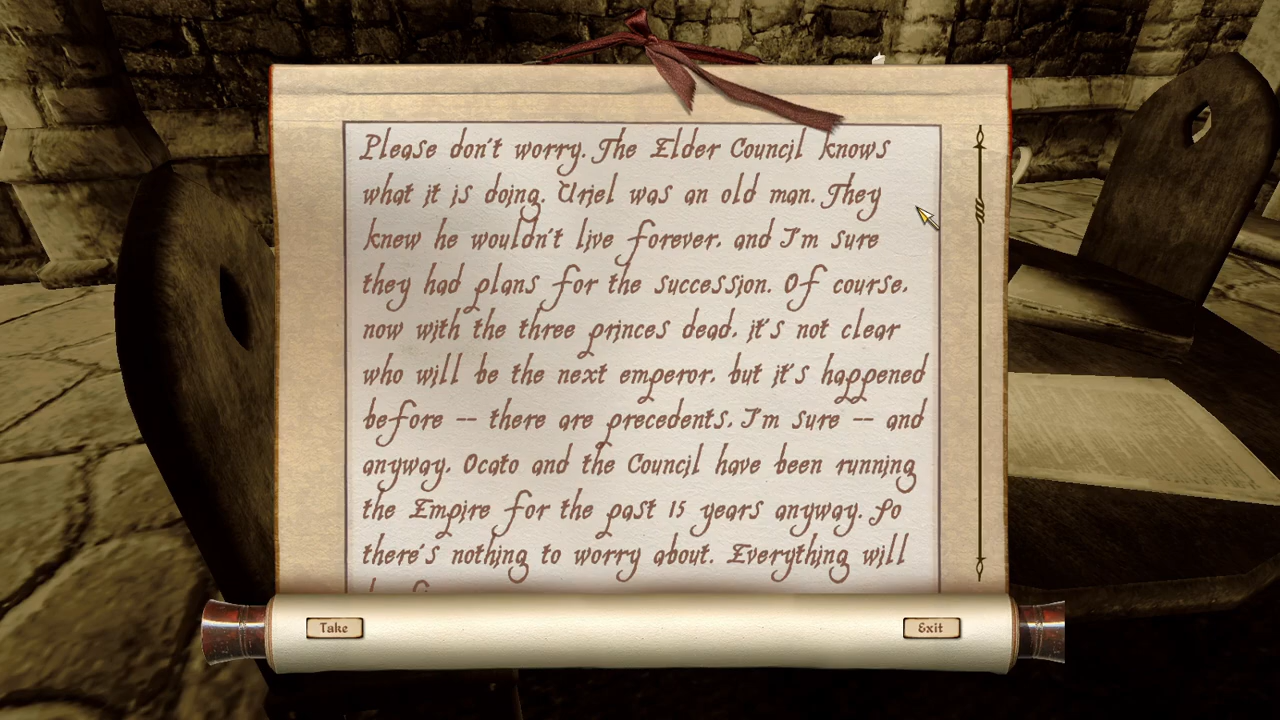 Please don't worry. The Elder Council knows
what it is doing. Uriel was an old man. They
knew he wouldn't live forever, and I'm sure
they had plans for the succession. Of course,
now with the three princes dead, it's not clear
who will be the next emperor, but it's happened
before -- there are precedents, I'm sure -- and
anyway, Ocato and the Council have been running
the Empire for the past 15 years anyway. So
there's nothing to worry about. Everything will
Take
Exit